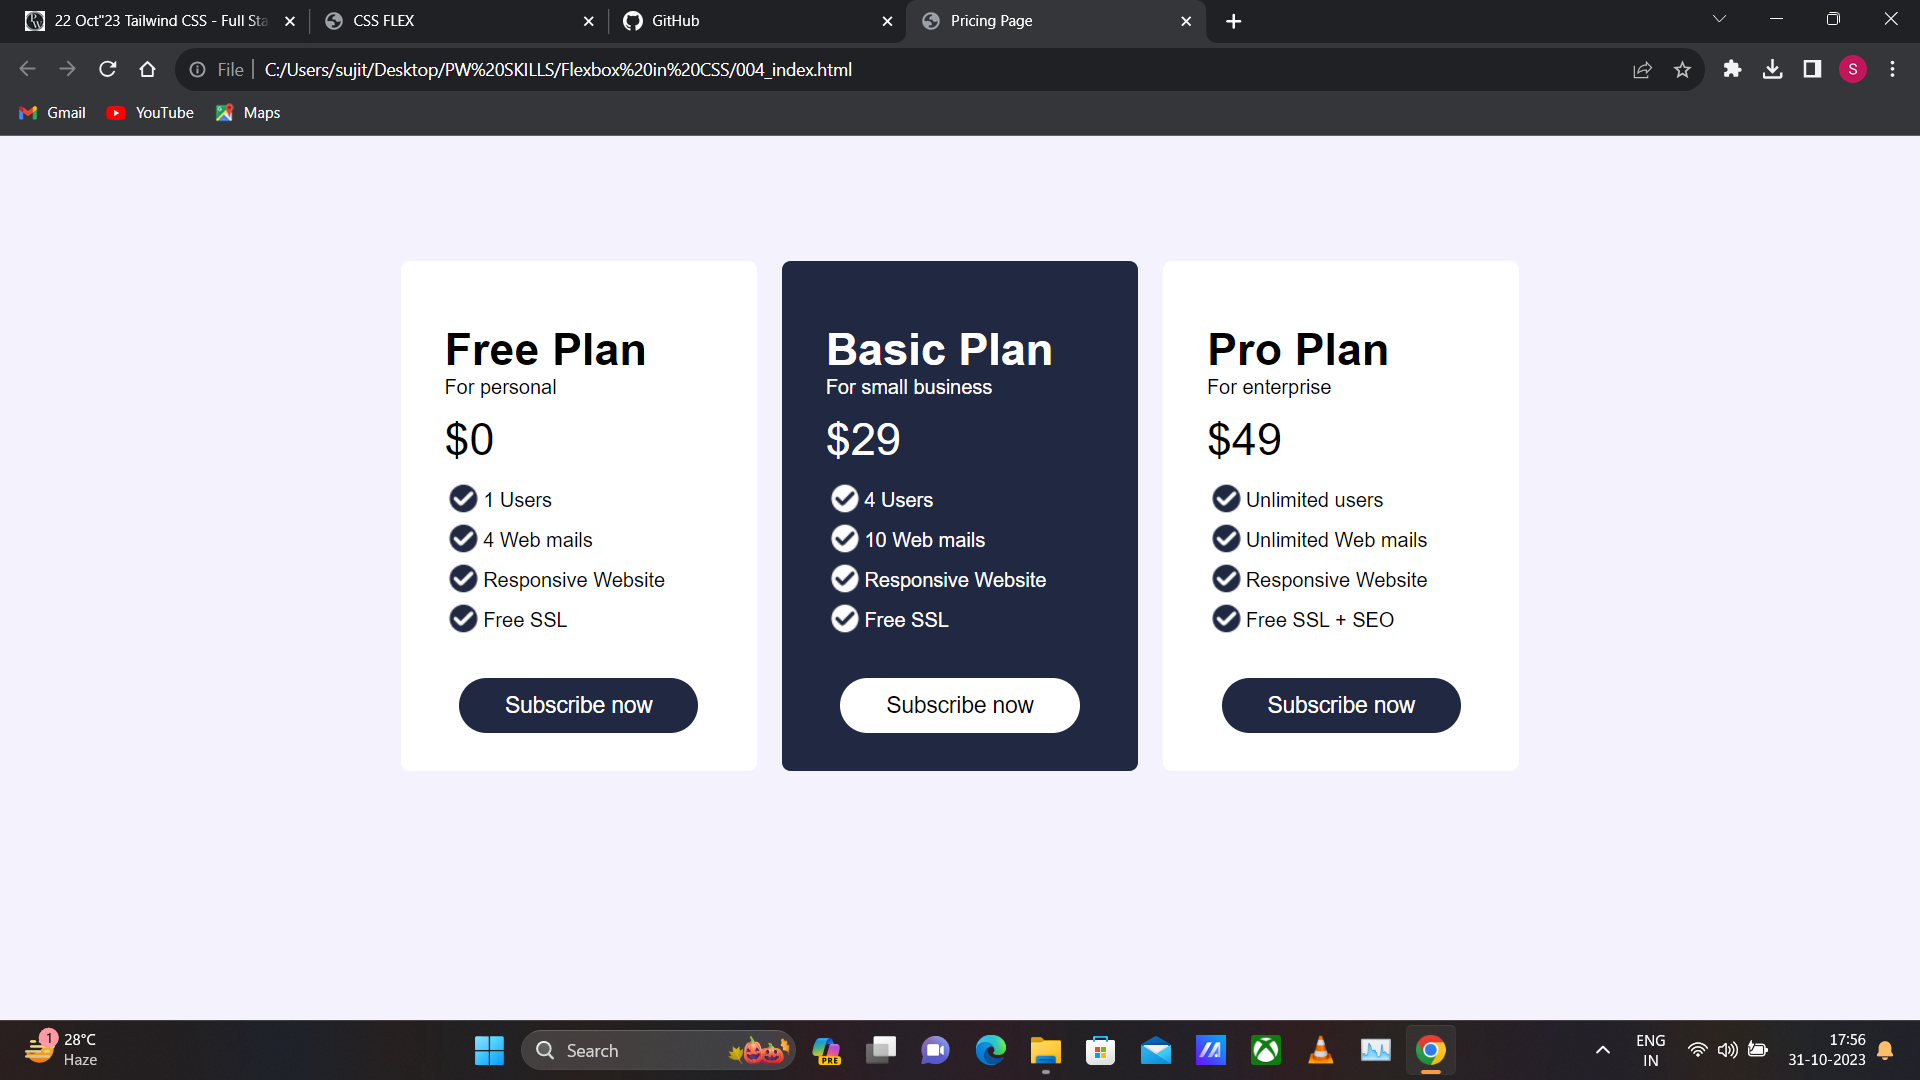 22 Oct"23 Tailwind CSS - Full Sta
CSS FLEX
GitHub
Pricing Page
File
C:/Users/sujit/Desktop/PW%20SKILLS/Flexbox%20in%20CSS/004_index.html
S
Gmail
YouTube
Maps
Free Plan
For personal
$0
1 Users
4 Web mails
Responsive Website
Free SSL
Subscribe now
Basic Plan
For small business
$29
4 Users
10 Web mails
Responsive Website
Free SSL
Subscribe now
Pro Plan
For enterprise
$49
Unlimited users
Unlimited Web mails
Responsive Website
Free SSL + SEO
Subscribe now
1
28°C
Haze
Search
PRE
ENG
IN
17:56
31-10-2023